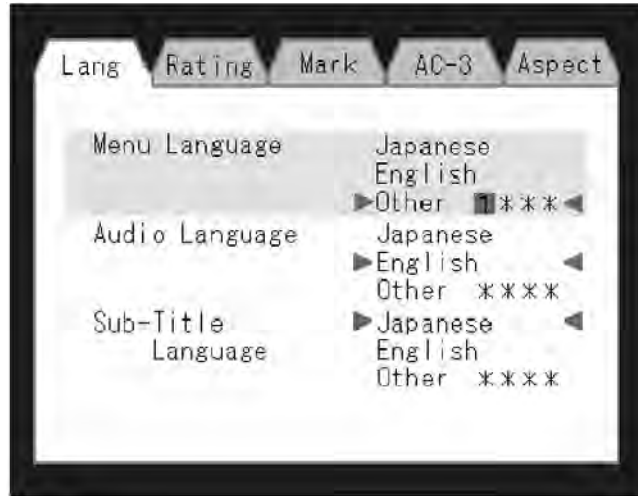 Lang Rating Mark AC-3 Aspect
Menu Language Japanese
English
▶Other 1***◀
Audio Language Japanese
▶English ◀
Other ****
Sub-Title ▶Japanese ◀
Language English
Other ****